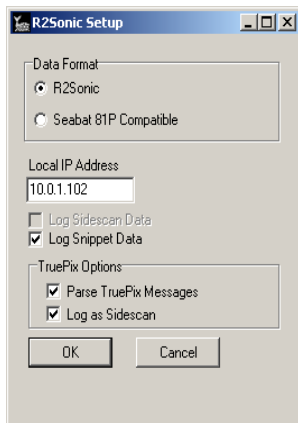 R2Sonic Setup
Data Format
R2Sonic
Seabat 81P Compatible
Local IP Address
10.0.1.102
Log Sidescan Data
Log Snippet Data
TruePix Options
Parse TruePix Messages
Log as Sidescan
OK Cancel